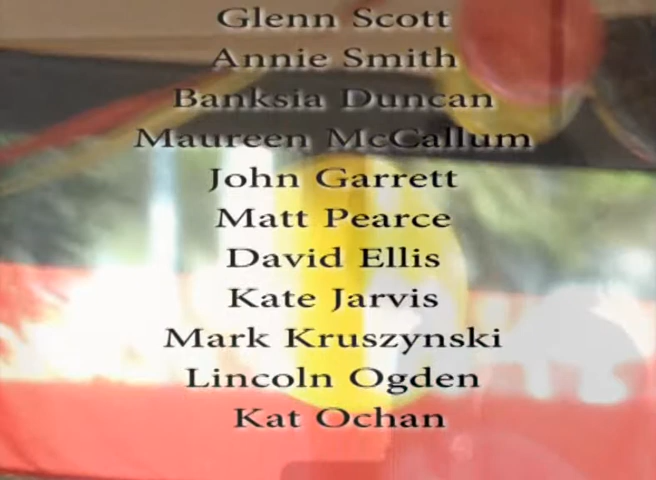 Glenn Scott
Annie Smith
Banksia Duncan
Maureen McCallum
John Garrett
Matt Pearce
David Ellis
Kate Jarvis
Mark Kruszynski
Lincoln Ogden
Kat Ochan